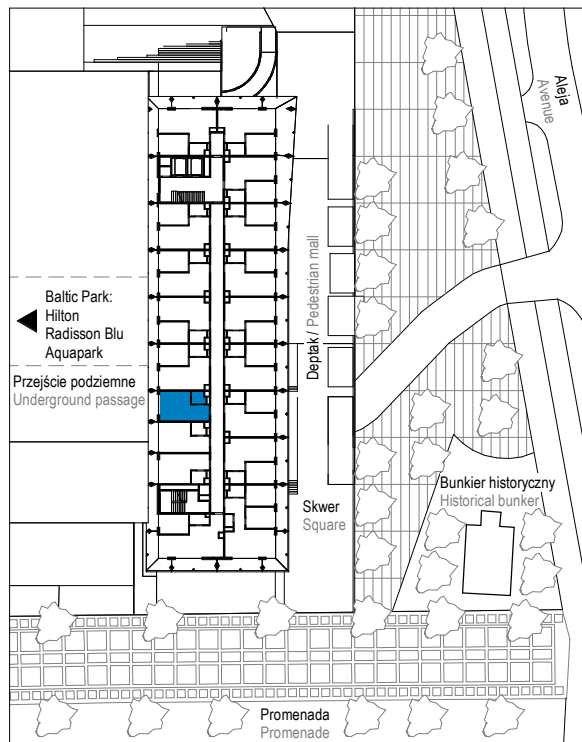 Aleja
Avenue
Baltic Park:
Hilton
Radisson Blu
Aquapark
Przejście podziemne
Underground passage
Deptak / Pedestrian mall
Skwer
Square
Bunkier historyczny
Historical bunker
Promenada
Promenade